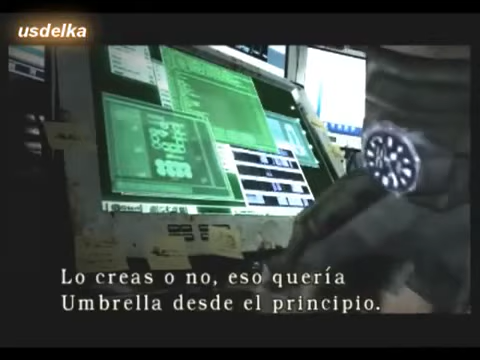 usdelka
Lo creas o no, eso quería
Umbrella desde el principio.